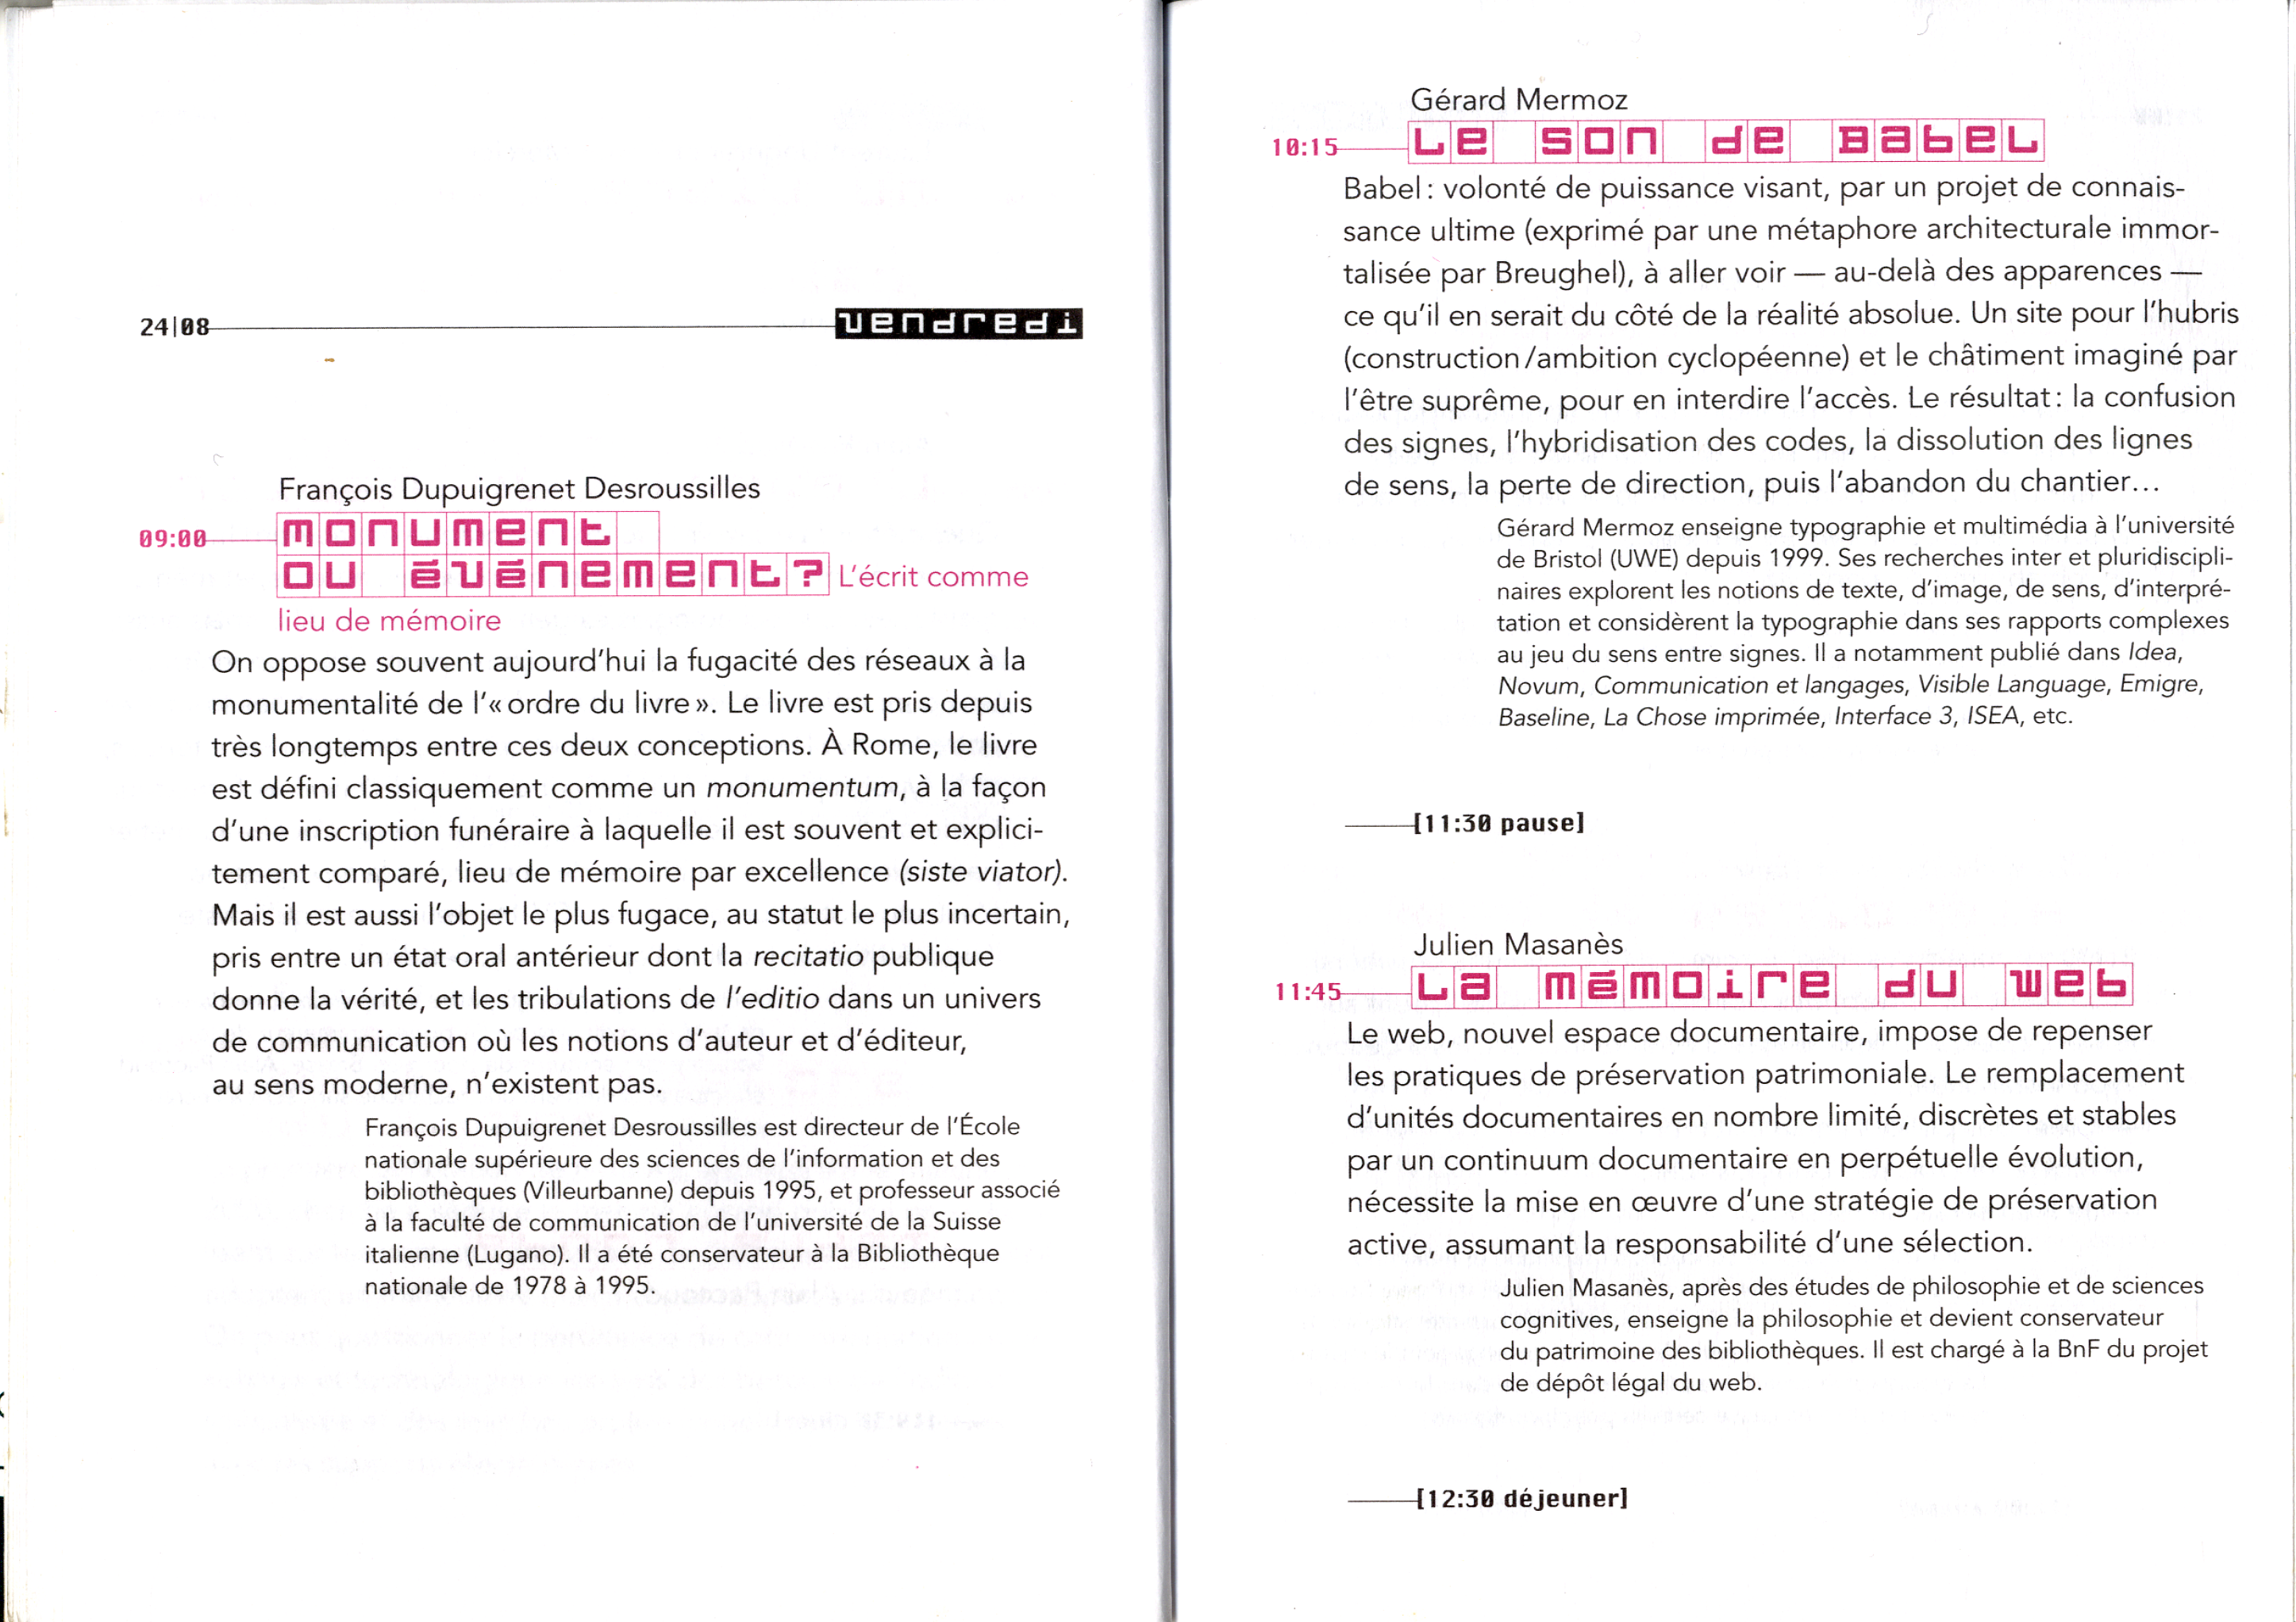 24|08 vendredi
François Dupuigrenet Desroussilles
09:00 monument
ou événement? L'écrit comme
lieu de mémoire
On oppose souvent aujourd'hui la fugacité des réseaux à la
monumentalité de l'« ordre du livre ». Le livre est pris depuis
très longtemps entre ces deux conceptions. À Rome, le livre
est défini classiquement comme un monumentum, à la façon
d'une inscription funéraire à laquelle il est souvent et explici-
tement comparé, lieu de mémoire par excellence (siste viator).
Mais il est aussi l'objet le plus fugace, au statut le plus incertain,
pris entre un état oral antérieur dont la recitatio publique
donne la vérité, et les tribulations de l'editio dans un univers
de communication où les notions d'auteur et d'éditeur,
au sens moderne, n'existent pas.
François Dupuigrenet Desroussilles est directeur de l'École
nationale supérieure des sciences de l'information et des
bibliothèques (Villeurbanne) depuis 1995, et professeur associé
à la faculté de communication de l'université de la Suisse
italienne (Lugano). Il a été conservateur à la Bibliothèque
nationale de 1978 à 1995.
Gérard Mermoz
10:15 Le son de Babel
Babel : volonté de puissance visant, par un projet de connais-
sance ultime (exprimé par une métaphore architecturale immor-
talisée par Breughel), à aller voir — au-delà des apparences —
ce qu'il en serait du côté de la réalité absolue. Un site pour l'hubris
(construction/ambition cyclopéenne) et le châtiment imaginé par
l'être suprême, pour en interdire l'accès. Le résultat : la confusion
des signes, l'hybridisation des codes, la dissolution des lignes
de sens, la perte de direction, puis l'abandon du chantier...
Gérard Mermoz enseigne typographie et multimédia à l'université
de Bristol (UWE) depuis 1999. Ses recherches inter et pluridiscipli-
naires explorent les notions de texte, d'image, de sens, d'interpré-
tation et considèrent la typographie dans ses rapports complexes
au jeu du sens entre signes. Il a notamment publié dans Idea,
Novum, Communication et langages, Visible Language, Emigre,
Baseline, La Chose imprimée, Interface 3, ISEA, etc.
[11:30 pause]
Julien Masanès
11:45 La mémoire du web
Le web, nouvel espace documentaire, impose de repenser
les pratiques de préservation patrimoniale. Le remplacement
d'unités documentaires en nombre limité, discrètes et stables
par un continuum documentaire en perpétuelle évolution,
nécessite la mise en œuvre d'une stratégie de préservation
active, assumant la responsabilité d'une sélection.
Julien Masanès, après des études de philosophie et de sciences
cognitives, enseigne la philosophie et devient conservateur
du patrimoine des bibliothèques. Il est chargé à la BnF du projet
de dépôt légal du web.
[12:30 déjeuner]